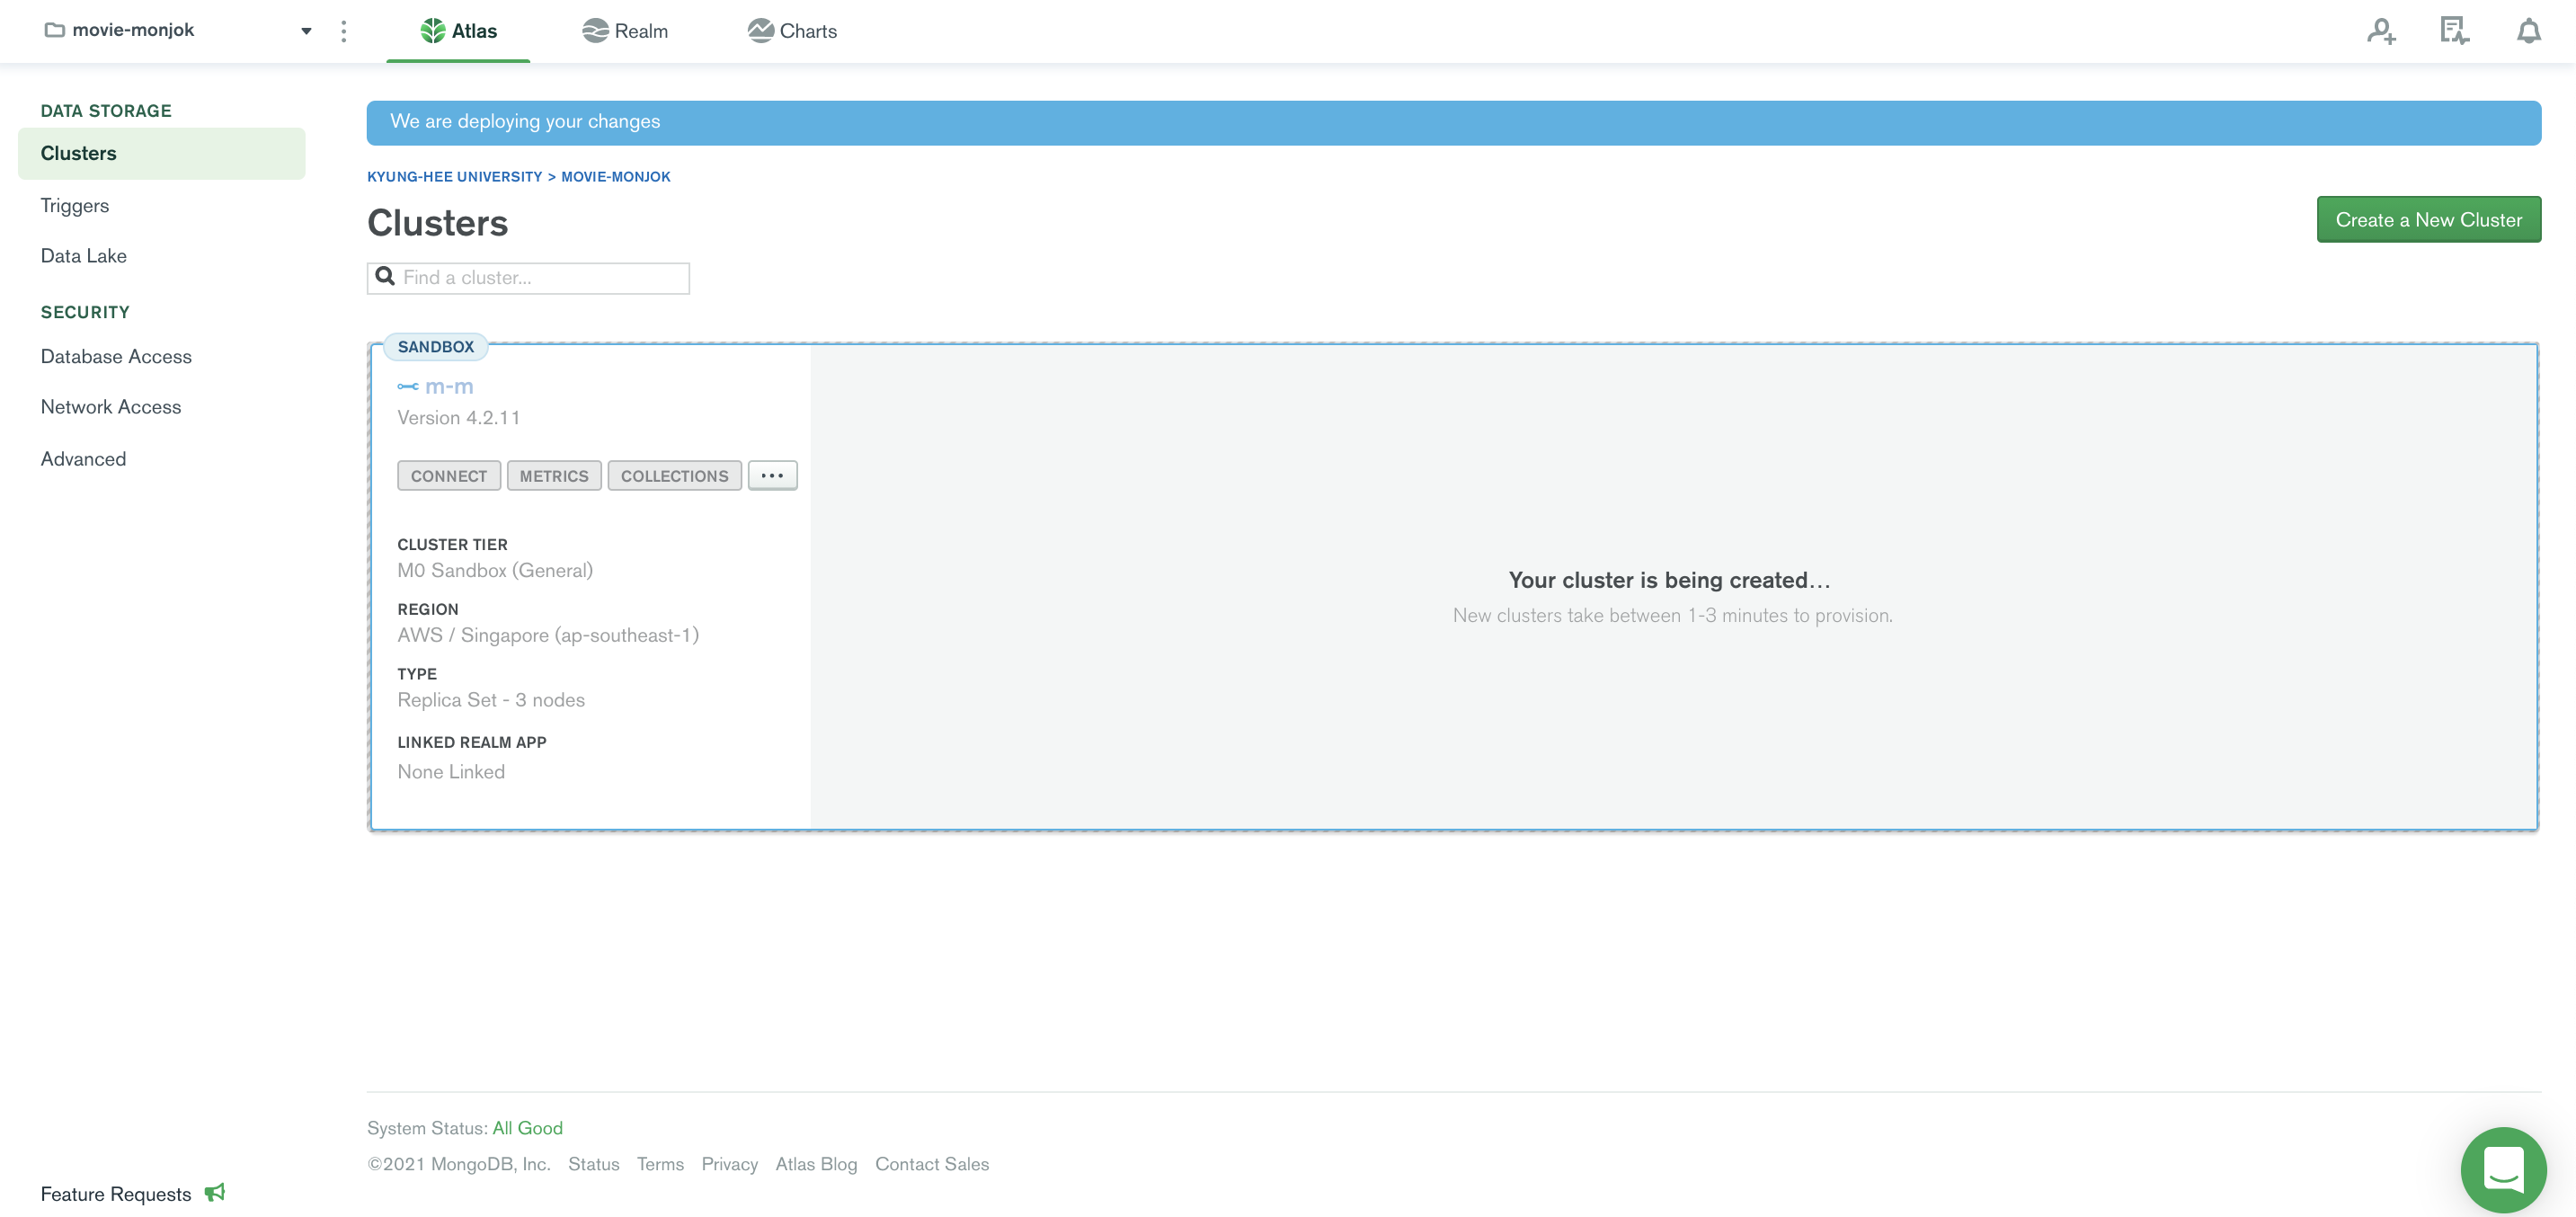 movie-monjok
Atlas
Realm
Charts
DATA STORAGE
Clusters
Triggers
Data Lake
SECURITY
Database Access
Network Access
Advanced
Feature Requests
We are deploying your changes
KYUNG-HEE UNIVERSITY > MOVIE-MONJOK
Clusters
Create a New Cluster
Find a cluster...
SANDBOX
m-m
Version 4.2.11
CONNECT METRICS COLLECTIONS ...
CLUSTER TIER
M0 Sandbox (General)
REGION
AWS / Singapore (ap-southeast-1)
TYPE
Replica Set - 3 nodes
LINKED REALM APP
None Linked
Your cluster is being created...
New clusters take between 1-3 minutes to provision.
System Status: All Good
©2021 MongoDB, Inc. Status Terms Privacy Atlas Blog Contact Sales